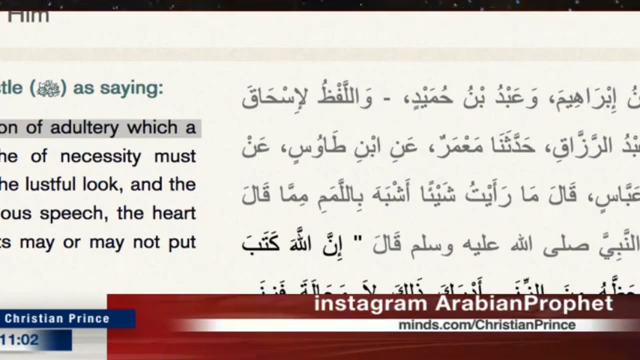 Him
stle (ﷺ) as saying:
on of adultery which a
he of necessity must
he lustful look, and the
ous speech, the heart
ts may or may not put
نُ إِبْرَاهِيمَ، وَعَبْدُ بْنُ حُمَيْدٍ، - وَاللَّفْظُ لإِسْحَاقَ
بْدُ الرَّزَّاقِ، حَدَّثَنَا مَعْمَرٌ، عَنِ ابْنِ طَاوُسٍ، عَنْ
عَبَّاسٍ، قَالَ مَا رَأَيْتُ شَيْئًا أَشْبَهَ بِاللَّمَمِ مِمَّا قَالَ
النَّبِيَّ صلى الله عليه وسلم قَالَ " إِنَّ اللَّهَ كَتَبَ
أَدْرَكَ ذَلِكَ لاَ مَحَالَةَ
instagram ArabianProphet
Christian Prince
minds.com/ChristianPrince
11:02